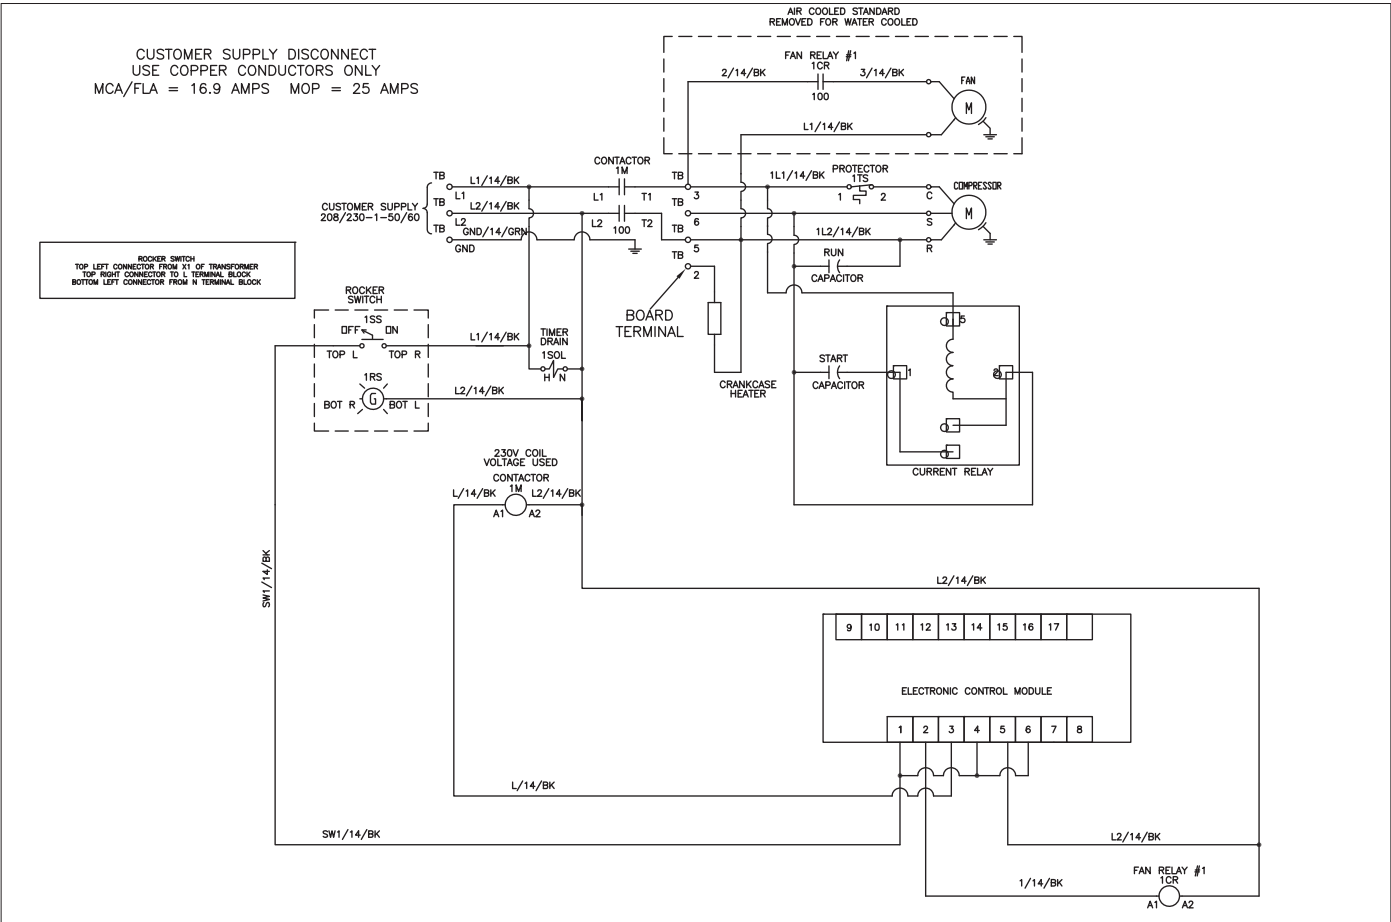 AIR COOLED STANDARD
REMOVED FOR WATER COOLED
CUSTOMER SUPPLY DISCONNECT
USE COPPER CONDUCTORS ONLY
MCA/FLA = 16.9 AMPS MOP = 25 AMPS
FAN RELAY #1
1CR
2/14/BK
3/14/BK
100
FAN
M
L1/14/BK
CONTACTOR
1M
TB
L1/14/BK
L1
L1
T1
TB
3
1L1/14/BK
PROTECTOR
1TS
1
2
C
COMPRESSOR
M
CUSTOMER SUPPLY
208/230-1-50/60
TB
L2/14/BK
L2
L2
T2
100
TB
6
S
TB
GND/14/GRN
GND
TB
5
1L2/14/BK
R
TB
2
RUN
CAPACITOR
BOARD
TERMINAL
CRANKCASE
HEATER
START
CAPACITOR
5
1
2
CURRENT RELAY
ROCKER SWITCH
TOP LEFT CONNECTOR FROM X1 OF TRANSFORMER
TOP RIGHT CONNECTOR TO L TERMINAL BLOCK
BOTTOM LEFT CONNECTOR FROM N TERMINAL BLOCK
ROCKER
SWITCH
1SS
OFF
ON
TOP L
TOP R
L1/14/BK
TIMER
DRAIN
1SOL
H
N
1RS
BOT R
G
BOT L
L2/14/BK
230V COIL
VOLTAGE USED
CONTACTOR
1M
L/14/BK
L2/14/BK
A1
A2
SW1/14/BK
L2/14/BK
9 10 11 12 13 14 15 16 17
ELECTRONIC CONTROL MODULE
1 2 3 4 5 6 7 8
L/14/BK
SW1/14/BK
L2/14/BK
1/14/BK
FAN RELAY #1
1CR
A1
A2